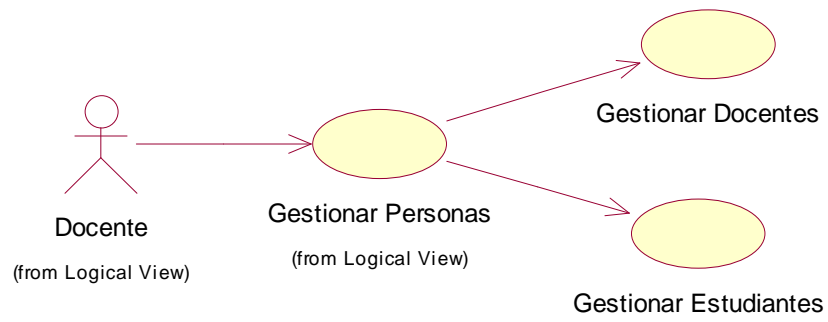 Docente
(from Logical View)
Gestionar Personas
(from Logical View)
Gestionar Docentes
Gestionar Estudiantes